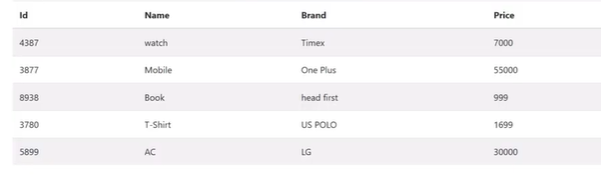 Id Name Brand Price
4387 watch Timex 7000
3877 Mobile One Plus 55000
8938 Book head first 999
3780 T-Shirt US POLO 1699
5899 AC LG 30000